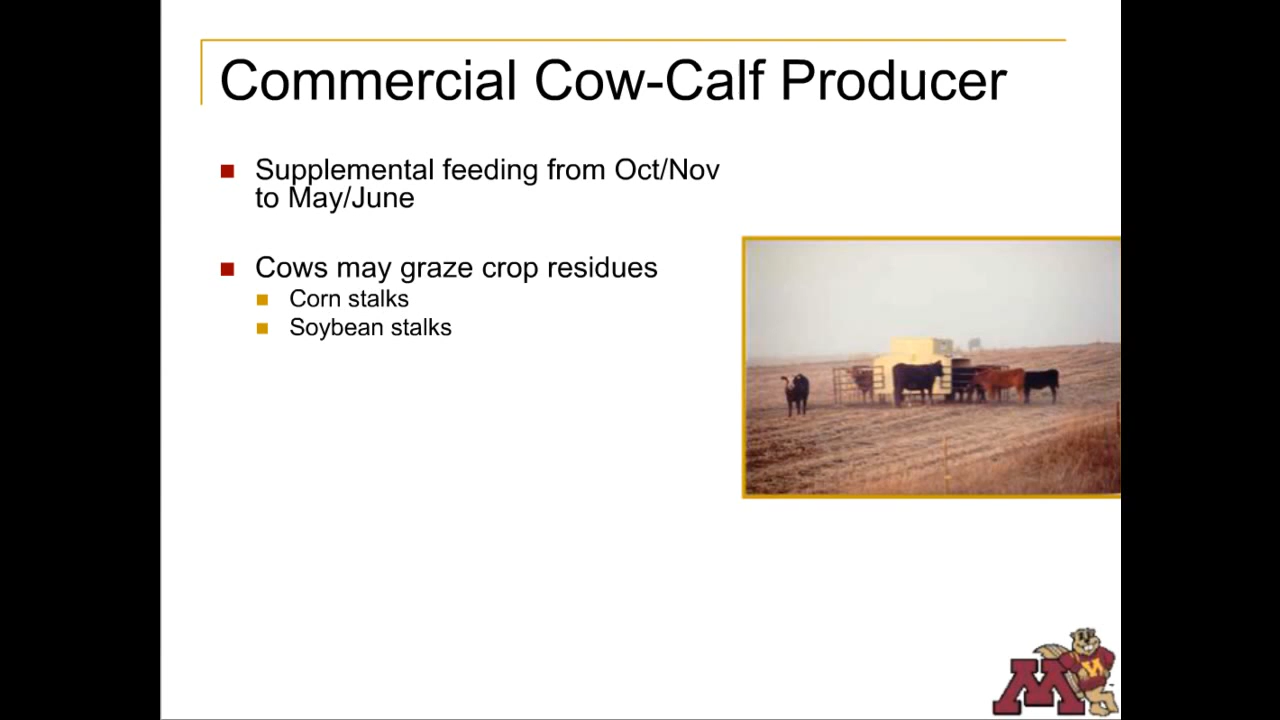 Commercial Cow-Calf Producer
Supplemental feeding from Oct/Nov
to May/June
Cows may graze crop residues
Corn stalks
Soybean stalks
M